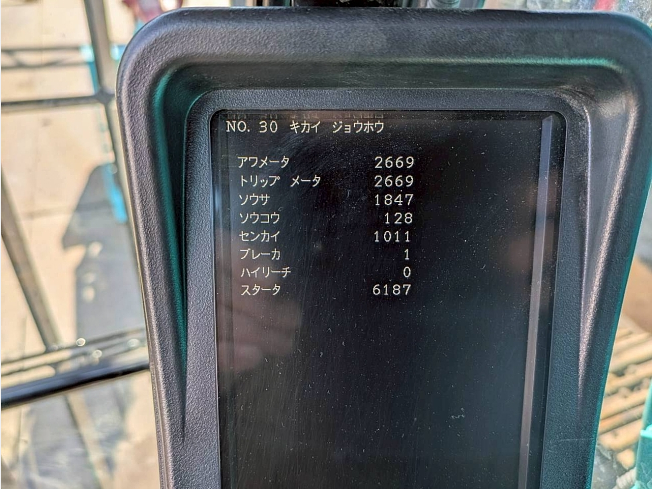 NO. 30 キカイ ジョウホウ
アワメータ 2669
トリップ メータ 2669
ソウサ 1847
ソウコウ 128
センカイ 1011
ブレーカ 1
ハイリーチ 0
スタータ 6187